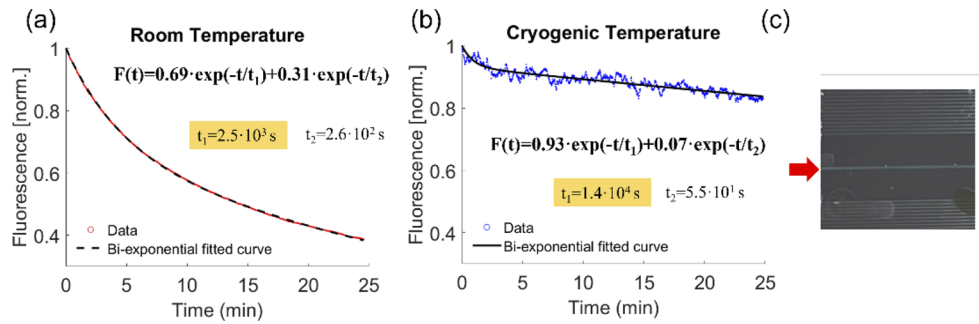 (a)
Room Temperature
F(t)=0.69·exp(-t/t₁)+0.31·exp(-t/t₂)
t₁=2.5·10³ s
t₂=2.6·10² s
Data
Bi-exponential fitted curve
Fluorescence [norm.]
1
0.8
0.6
0.4
0 5 10 15 20 25
Time (min)
(b)
Cryogenic Temperature
F(t)=0.93·exp(-t/t₁)+0.07·exp(-t/t₂)
t₁=1.4·10⁴ s
t₂=5.5·10¹ s
Data
Bi-exponential fitted curve
Fluorescence [norm.]
1
0.8
0.6
0.4
0 5 10 15 20 25
Time (min)
(c)